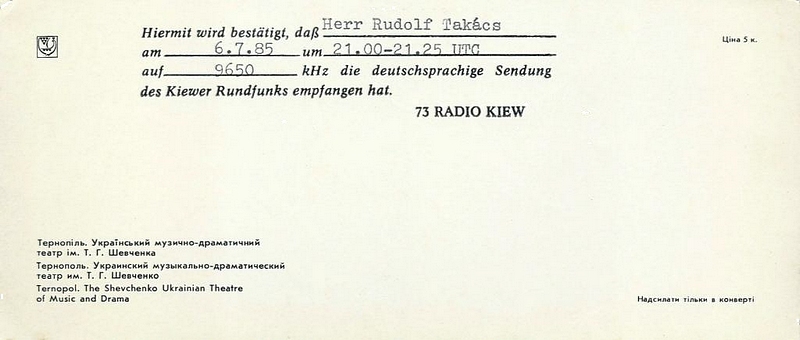 Hiermit wird bestätigt, daß Herr Rudolf Takács
am 6.7.85 um 21.00-21.25 UTC
auf 9650 kHz die deutschsprachige Sendung
des Kiewer Rundfunks empfangen hat.
73 RADIO KIEW
Ціна 5 к.
Тернопіль. Український музично-драматичний
театр ім. Т. Г. Шевченка
Тернополь. Украинский музыкально-драматический
театр им. Т. Г. Шевченко
Ternopol. The Shevchenko Ukrainian Theatre
of Music and Drama
Надсилати тільки в конверті